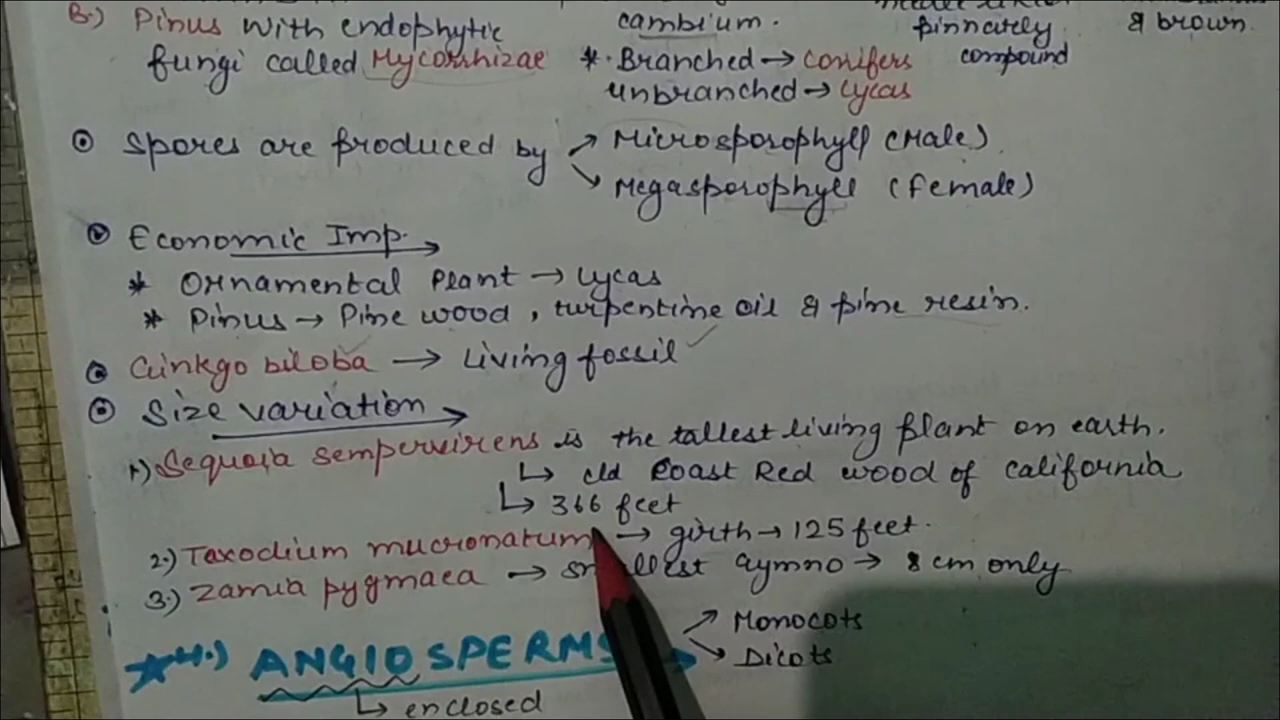 B.) Pinus with endophytic
fungi called Mycorrhizae
cambium.
* Branched → conifers
unbranched → Cycas
pinnately
compound
& brown.
Spores are produced by
→ Microsporophyll (Male)
→ Megasporophyll (female)
Economic Imp.
* Ornamental Plant → Cycas
* Pinus → Pine wood, turpentine oil & pine resin.
Ginkgo biloba → Living fossil
Size variation
1.) Sequoia sempervirens is the tallest living plant on earth.
↳ cld Coast Red wood of california
↳ 366 feet
2.) Taxodium mucronatum → girth → 125 feet.
3.) Zamia pygmaea → smallest gymno → 8 cm only
4.) ANGIOSPERMS
→ Monocots
→ Dicots
↳ enclosed